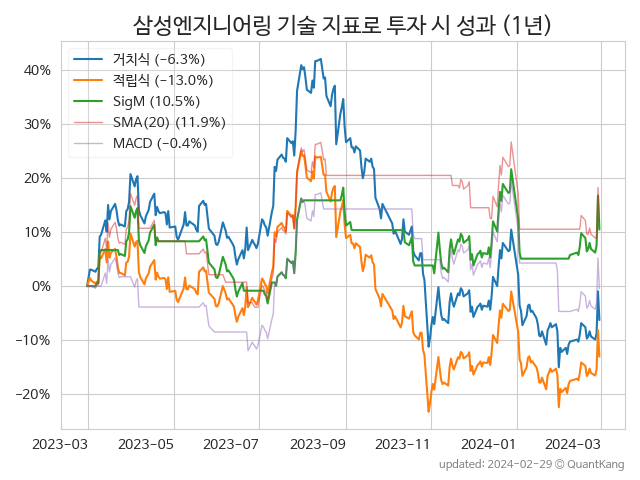 삼성엔지니어링 기술 지표로 투자 시 성과 (1년)
거치식 (−6.3%)
적립식 (−13.0%)
SigM (10.5%)
SMA(20) (11.9%)
MACD (−0.4%)
40%
30%
20%
10%
0%
−10%
−20%
2023−03 2023−05 2023−07 2023−09 2023−11 2024−01 2024−03
updated: 2024−02−29 © QuantKang